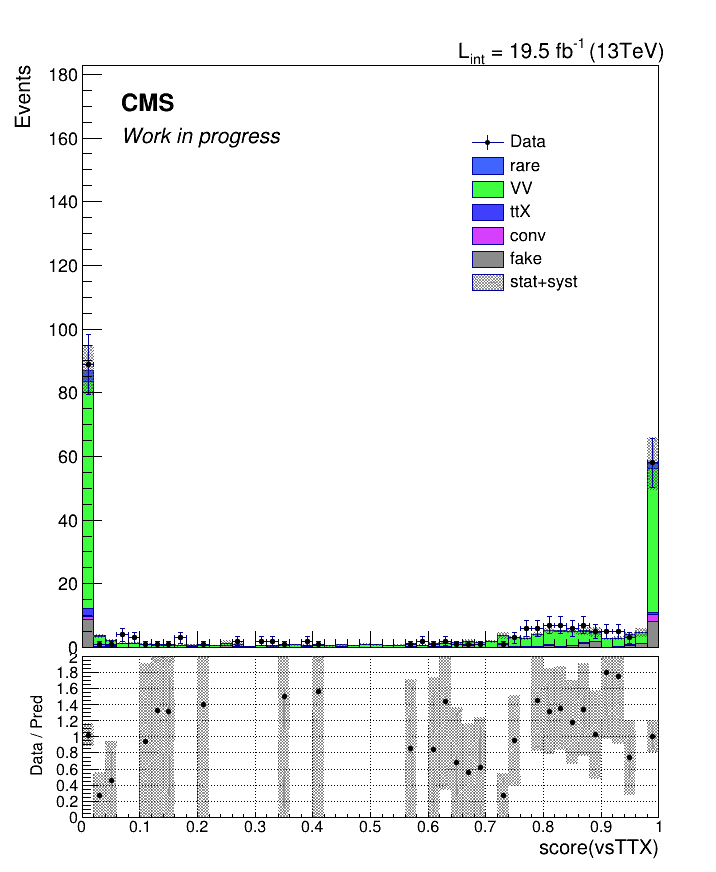 L_int = 19.5 fb^-1 (13TeV)
Events
180
160
140
120
100
80
60
40
20
0
CMS
Work in progress
Data
rare
VV
ttX
conv
fake
stat+syst
Data / Pred
2
1.8
1.6
1.4
1.2
1
0.8
0.6
0.4
0.2
0
0 0.1 0.2 0.3 0.4 0.5 0.6 0.7 0.8 0.9 1
score(vsTTX)